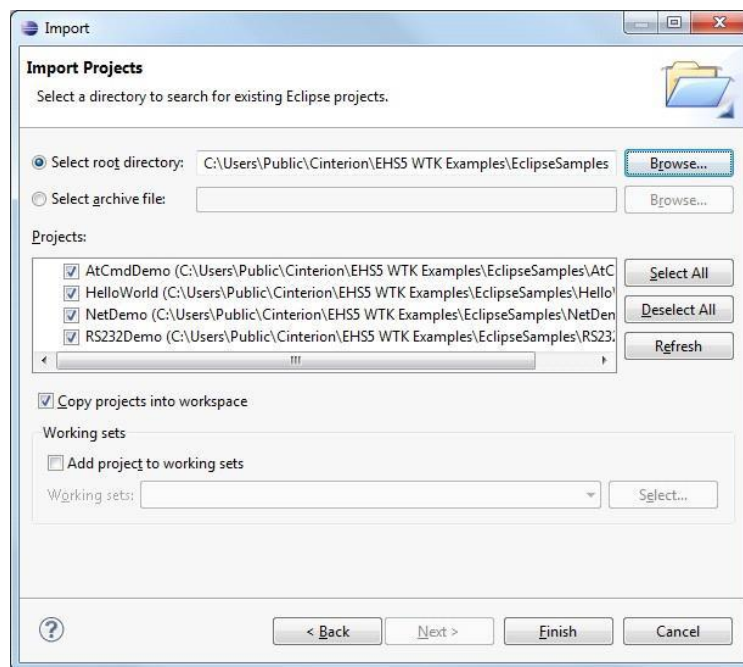 Import
Import Projects
Select a directory to search for existing Eclipse projects.
Select root directory: C:\Users\Public\Cinterion\EHS5 WTK Examples\EclipseSamples Browse...
Select archive file: Browse...
Projects:
AtCmdDemo (C:\Users\Public\Cinterion\EHS5 WTK Examples\EclipseSamples\AtC
HelloWorld (C:\Users\Public\Cinterion\EHS5 WTK Examples\EclipseSamples\Hello
NetDemo (C:\Users\Public\Cinterion\EHS5 WTK Examples\EclipseSamples\NetDen
RS232Demo (C:\Users\Public\Cinterion\EHS5 WTK Examples\EclipseSamples\RS232
Select All
Deselect All
Refresh
Copy projects into workspace
Working sets
Add project to working sets
Working sets: Select...
< Back Next > Finish Cancel